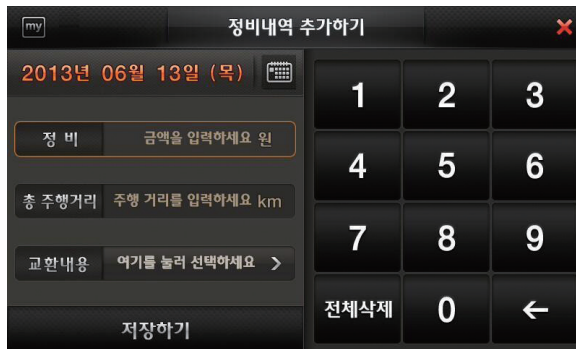 my
정비내역 추가하기
2013년 06월 13일 (목)
정 비 금액을 입력하세요 원
총 주행거리 주행 거리를 입력하세요 km
교환내용 여기를 눌러 선택하세요
저장하기
1 2 3
4 5 6
7 8 9
전체삭제 0